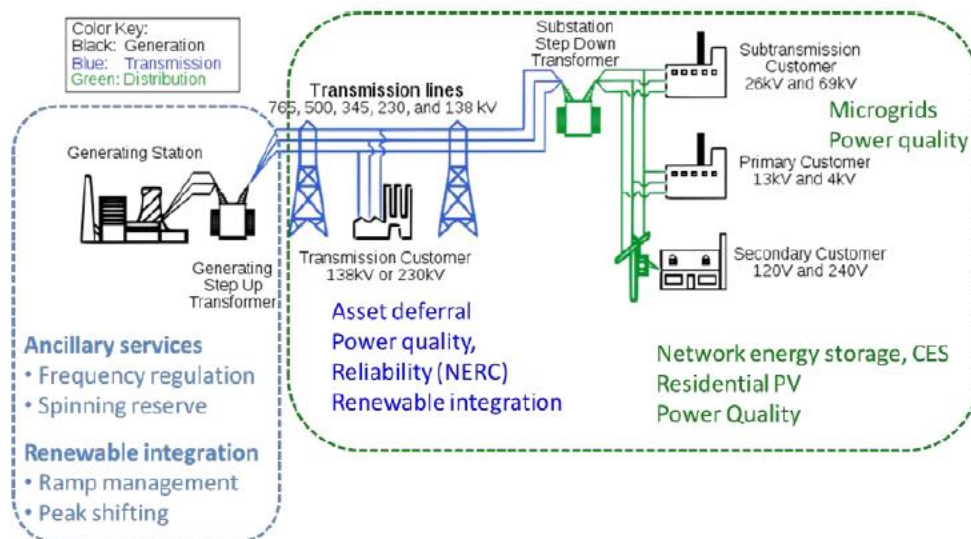 Color Key:
Black: Generation
Blue: Transmission
Green: Distribution
Substation
Step Down
Transformer
Subtransmission
Customer
26kV and 69kV
Transmission lines
765, 500, 345, 230, and 138 kV
Microgrids
Power quality
Generating Station
Primary Customer
13kV and 4kV
Transmission Customer
138kV or 230kV
Secondary Customer
120V and 240V
Generating
Step Up
Transformer
Ancillary services
• Frequency regulation
• Spinning reserve
Renewable integration
• Ramp management
• Peak shifting
Asset deferral
Power quality,
Reliability (NERC)
Renewable integration
Network energy storage, CES
Residential PV
Power Quality